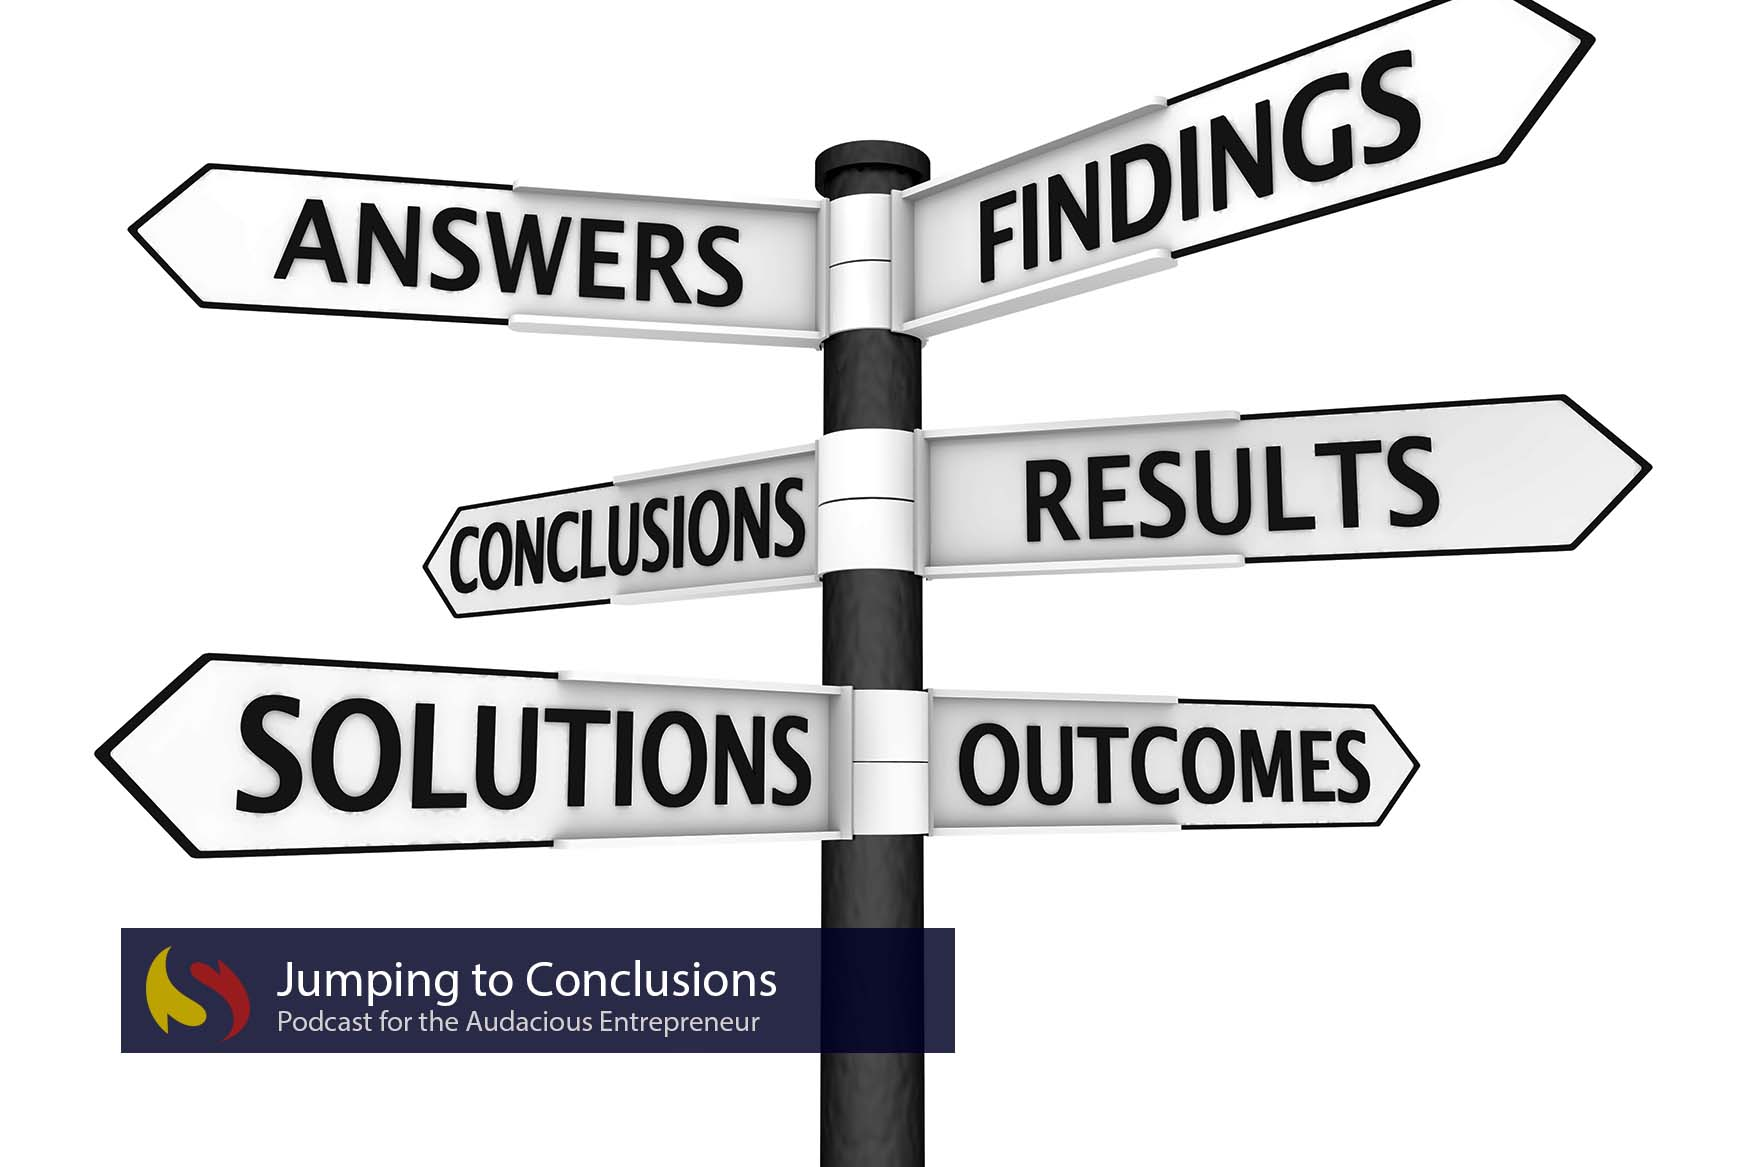 ANSWERS
FINDINGS
CONCLUSIONS
RESULTS
SOLUTIONS
OUTCOMES
Jumping to Conclusions
Podcast for the Audacious Entrepreneur